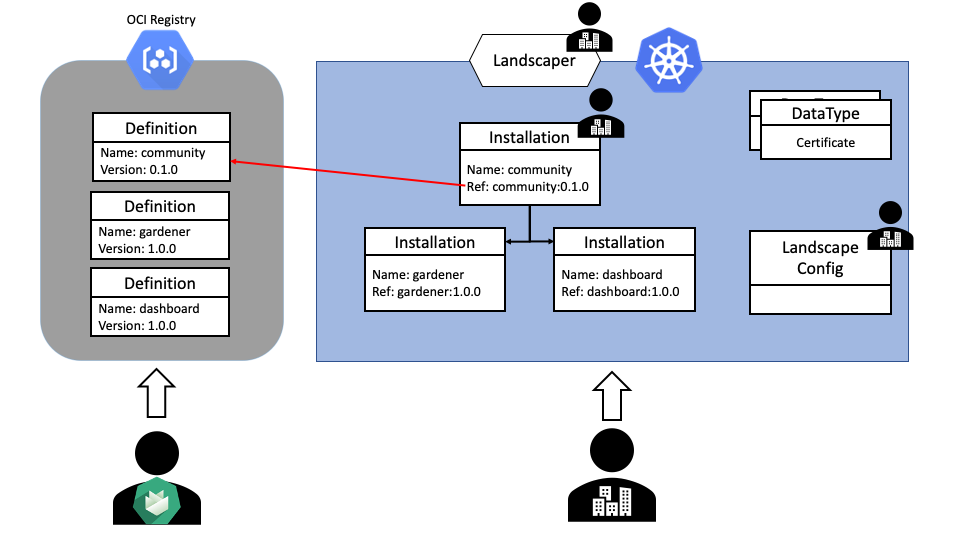 OCI Registry
Definition
Name: community
Version: 0.1.0
Definition
Name: gardener
Version: 1.0.0
Definition
Name: dashboard
Version: 1.0.0
Landscaper
Installation
Name: community
Ref: community:0.1.0
Installation
Name: gardener
Ref: gardener:1.0.0
Installation
Name: dashboard
Ref: dashboard:1.0.0
DataType
Certificate
Landscape
Config